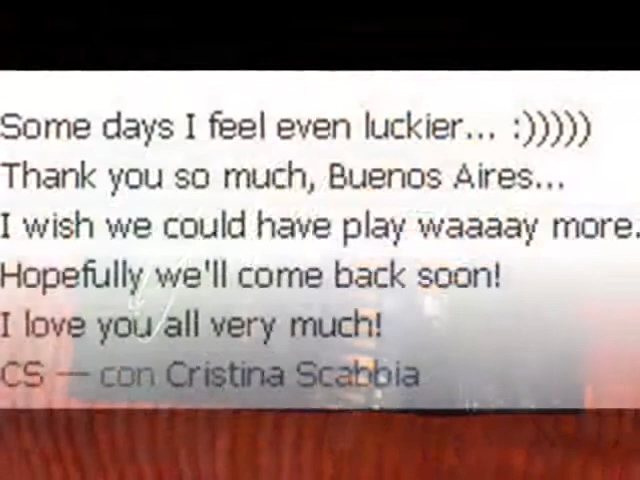 Some days I feel even luckier... :)))))
Thank you so much, Buenos Aires...
I wish we could have play waaaay more.
Hopefully we'll come back soon!
I love you all very much!
CS — con Cristina Scabbia